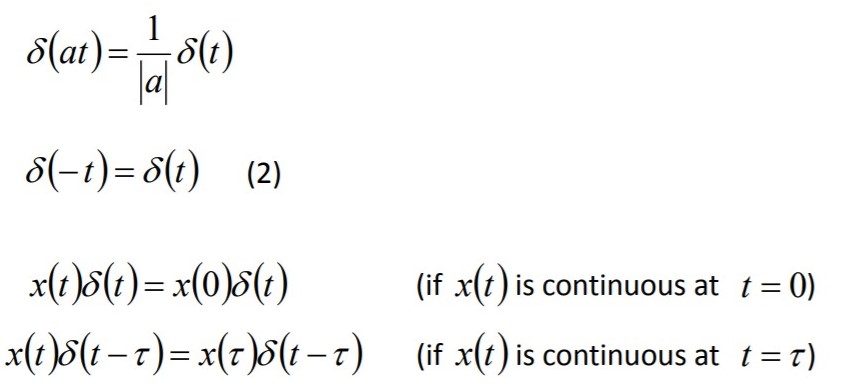 δ(at) = 1/|a| δ(t)
δ(−t) = δ(t) (2)
x(t)δ(t) = x(0)δ(t) (if x(t) is continuous at t = 0)
x(t)δ(t − τ) = x(τ)δ(t − τ) (if x(t) is continuous at t = τ)